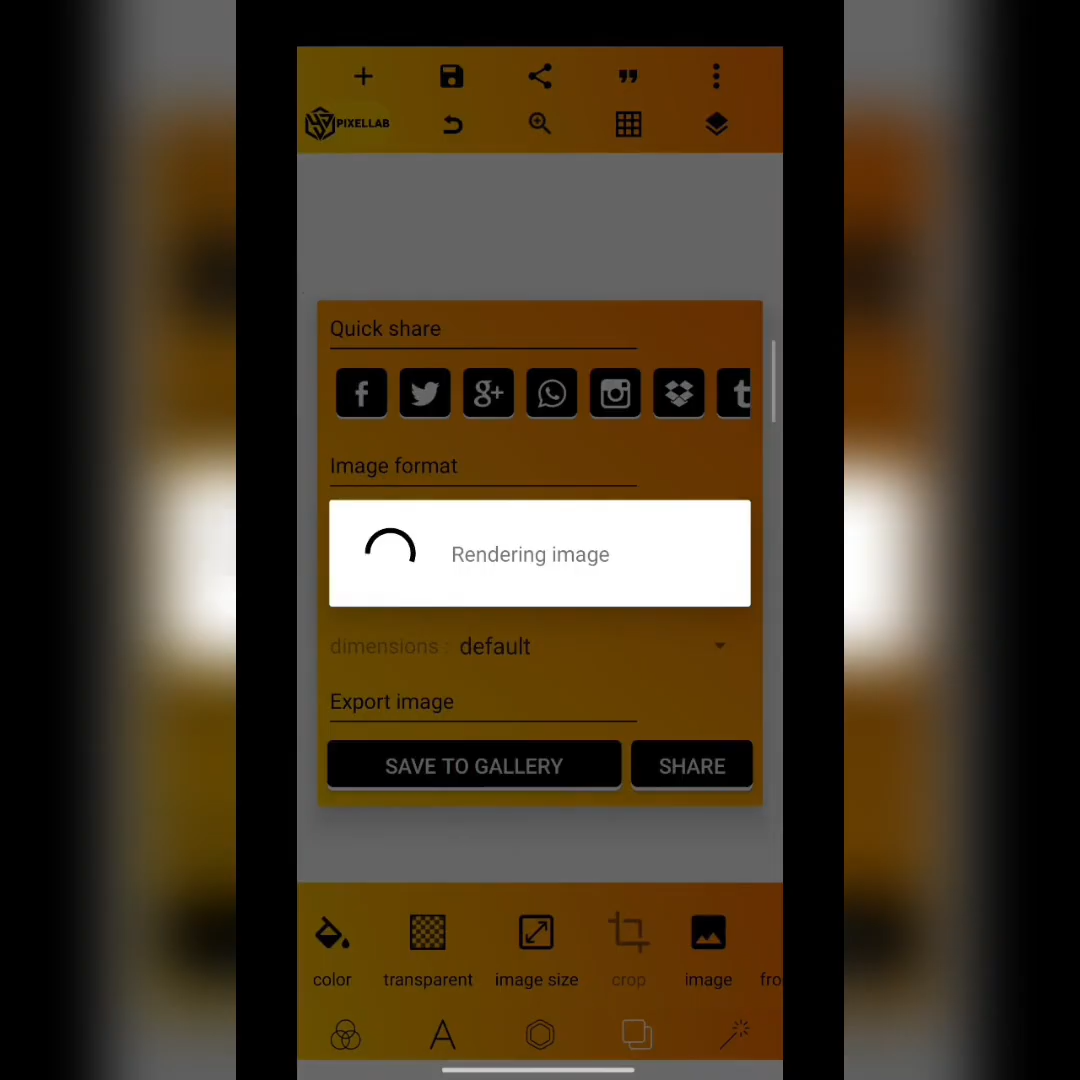 PIXELLAB
Quick share
Image format
Rendering image
dimensions : default
Export image
SAVE TO GALLERY SHARE
color transparent image size crop image fro